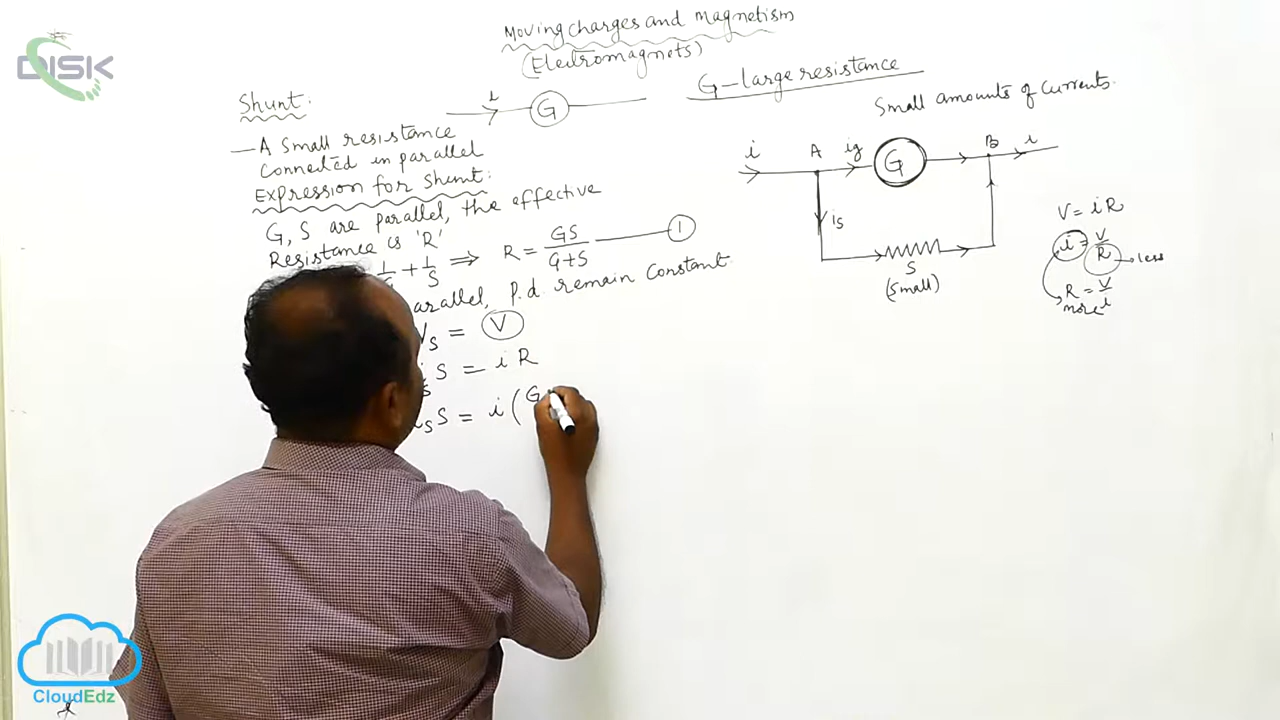 Moving charges and Magnetism
(Electromagnets)
DISK
G-large resistance
Small amounts of currents.
Shunt:
i
G
— A Small resistance
Connected in parallel
Expression for Shunt:
G, S are parallel, the effective
Resistance is 'R'
1/S ⟹ R = GS/G+S — 1
parallel, p.d. remain Constant
S = V
S S = i R
S S = i (G
i A ig G B i
is
S
(Small)
V = iR
i = V/R → less
R = V/i
more
CloudEdz